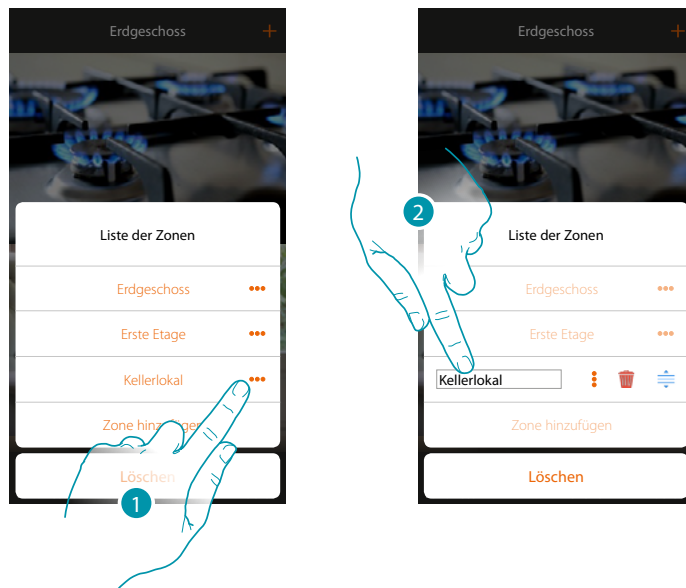 Erdgeschoss +
Liste der Zonen
Erdgeschoss
Erste Etage
Kellerlokal
Zone hinzufügen
Löschen
1
Erdgeschoss +
2
Liste der Zonen
Erdgeschoss
Erste Etage
Kellerlokal
Zone hinzufügen
Löschen